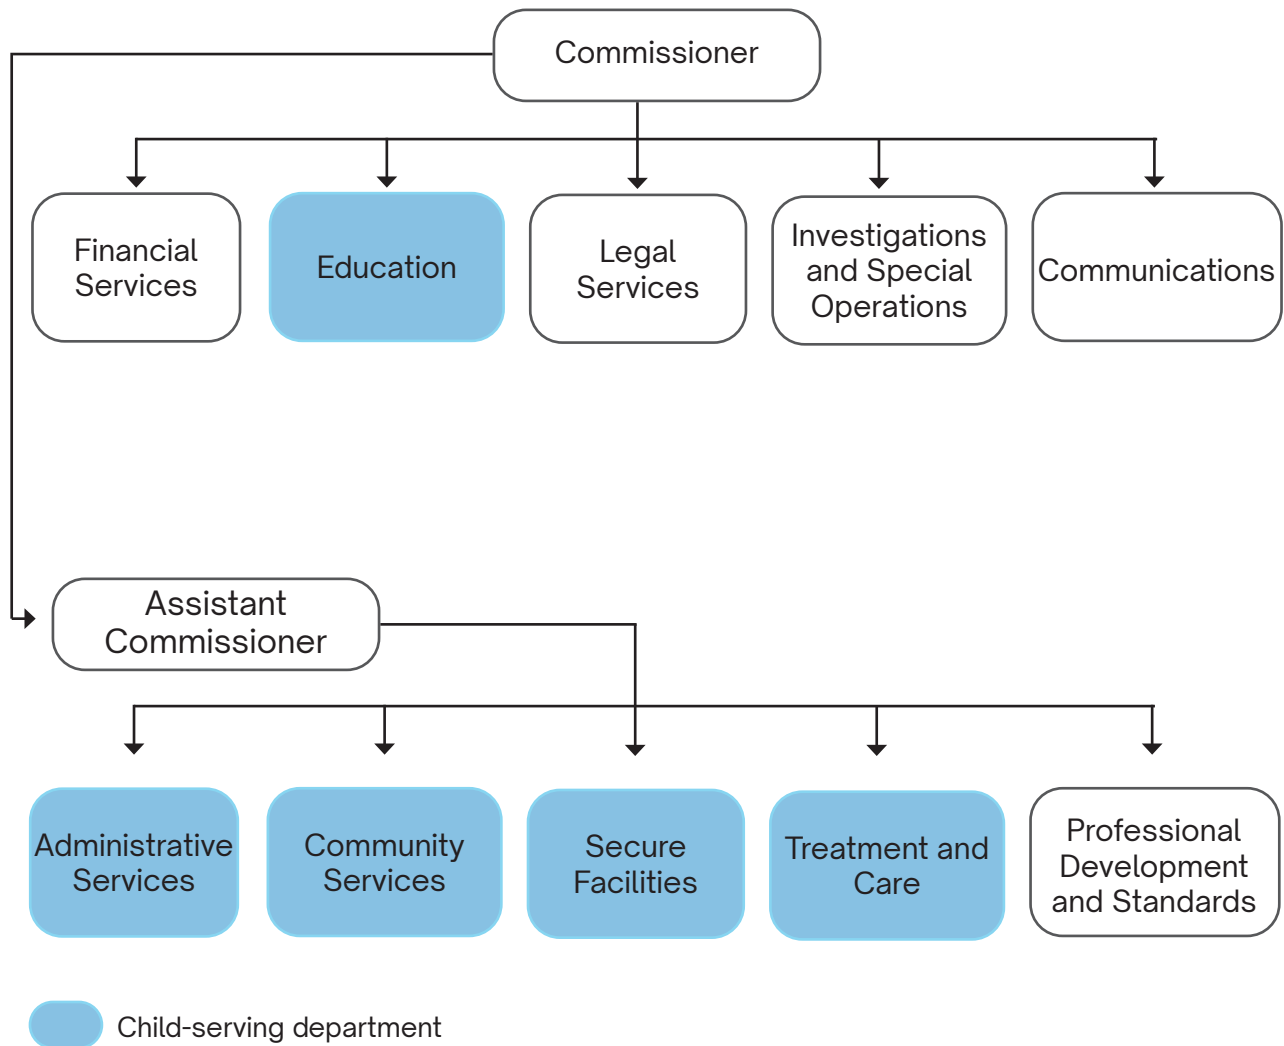 Commissioner
Financial
Services
Education
Legal
Services
Investigations
and Special
Operations
Communications
Assistant
Commissioner
Administrative
Services
Community
Services
Secure
Facilities
Treatment and
Care
Professional
Development
and Standards
Child-serving department